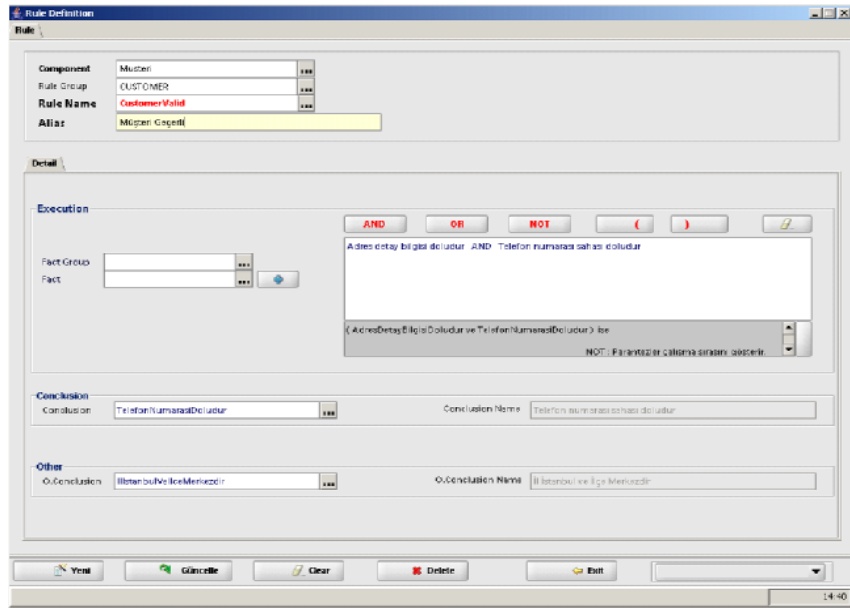 Rule Definition
Rule
Component Musteri ...
Rule Group CUSTOMER ...
Rule Name CustomerValid ...
Alias Müşteri Geçerli
Detail
Execution
AND OR NOT ( )
Adres detay bilgisi doludur AND Telefon numarası sahası doludur
Fact Group ...
Fact ...
( AdresDetayBilgisiDoludur ve TelefonNumarasiDoludur ) ise
NOT : Parantezler çalışma sırasını gösterir.
Conclusion
Conclusion TelefonNumarasiDoludur ... Conclusion Name Telefon numarası sahası doludur
Other
O.Conclusion IlIstanbulVeIlceMerkezdir ... O.Conclusion Name Il Istanbul ve Ilçe Merkezdir
Yeni Güncelle Clear Delete Exit
14:40